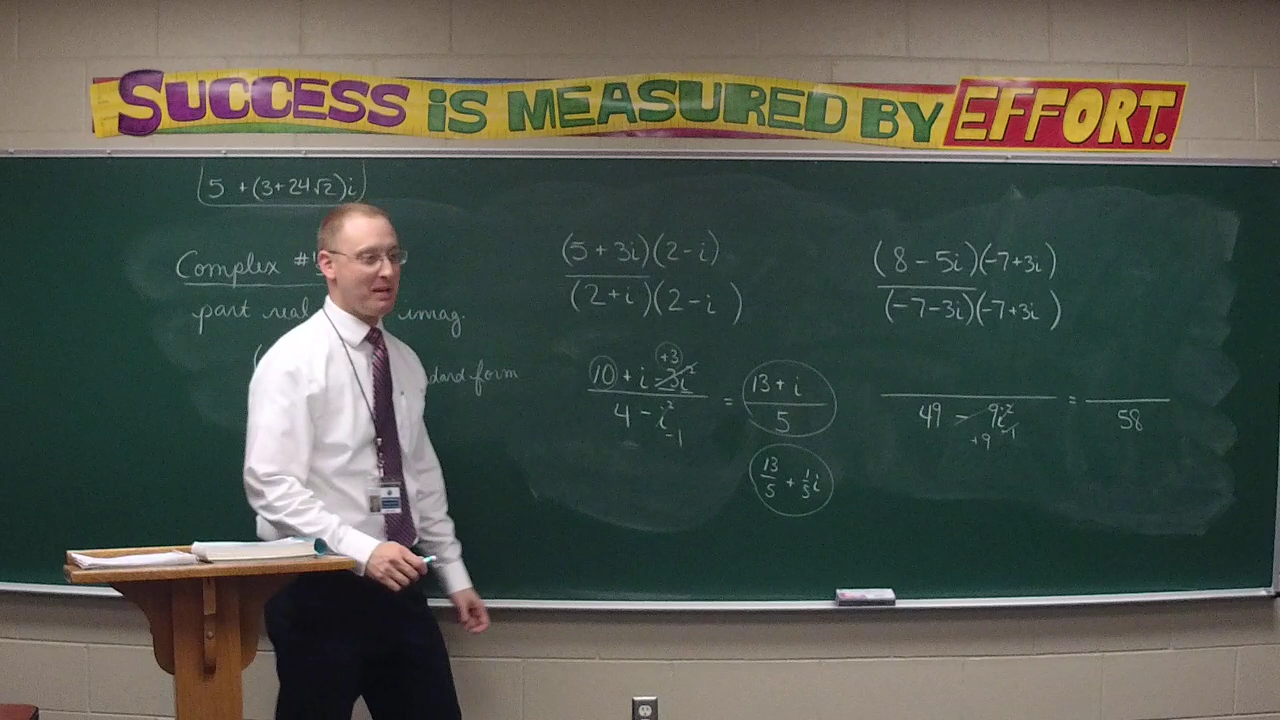 SUCCESS IS MEASURED BY EFFORT.
5 + (3+24√2)i
Complex #
part real imag.
dard form
(5 + 3i)(2-i)
(2+i)(2-i )
+3
10 + i -3i²
4 - i²
-1
=
13 + i
5
13/5 + 1/5 i
(8 - 5i)(-7+3i)
(-7-3i)(-7+3i )
49 - 9i²
+9 -1
=
58